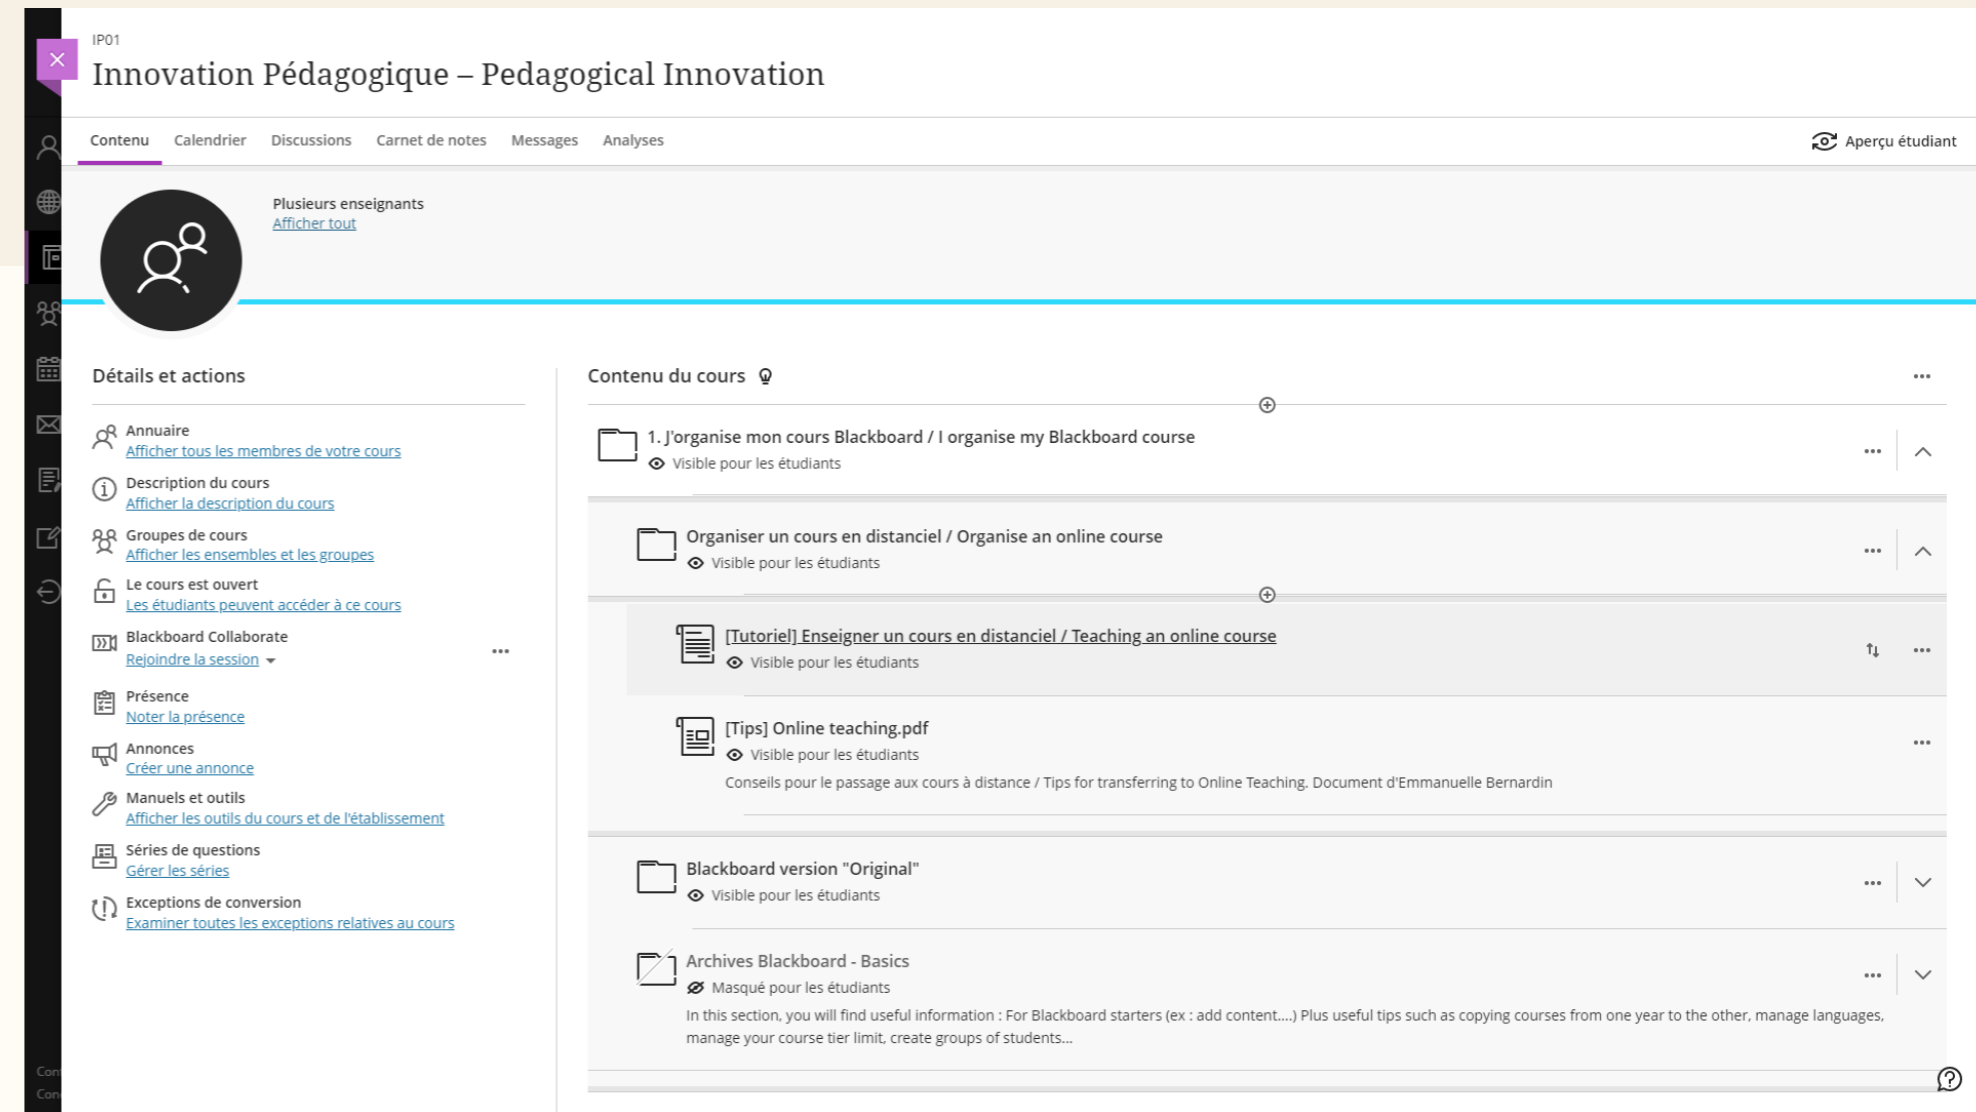 IP01
Innovation Pédagogique – Pedagogical Innovation
Contenu
Calendrier
Discussions
Carnet de notes
Messages
Analyses
Aperçu étudiant
Plusieurs enseignants
Afficher tout
Détails et actions
Annuaire
Afficher tous les membres de votre cours
Description du cours
Afficher la description du cours
Groupes de cours
Afficher les ensembles et les groupes
Le cours est ouvert
Les étudiants peuvent accéder à ce cours
Blackboard Collaborate
Rejoindre la session
Présence
Noter la présence
Annonces
Créer une annonce
Manuels et outils
Afficher les outils du cours et de l'établissement
Séries de questions
Gérer les séries
Exceptions de conversion
Examiner toutes les exceptions relatives au cours
Contenu du cours
1. J'organise mon cours Blackboard / I organise my Blackboard course
Visible pour les étudiants
Organiser un cours en distanciel / Organise an online course
Visible pour les étudiants
[Tutoriel] Enseigner un cours en distanciel / Teaching an online course
Visible pour les étudiants
[Tips] Online teaching.pdf
Visible pour les étudiants
Conseils pour le passage aux cours à distance / Tips for transferring to Online Teaching. Document d'Emmanuelle Bernardin
Blackboard version "Original"
Visible pour les étudiants
Archives Blackboard - Basics
Masqué pour les étudiants
In this section, you will find useful information : For Blackboard starters (ex : add content....) Plus useful tips such as copying courses from one year to the other, manage languages,
manage your course tier limit, create groups of students...